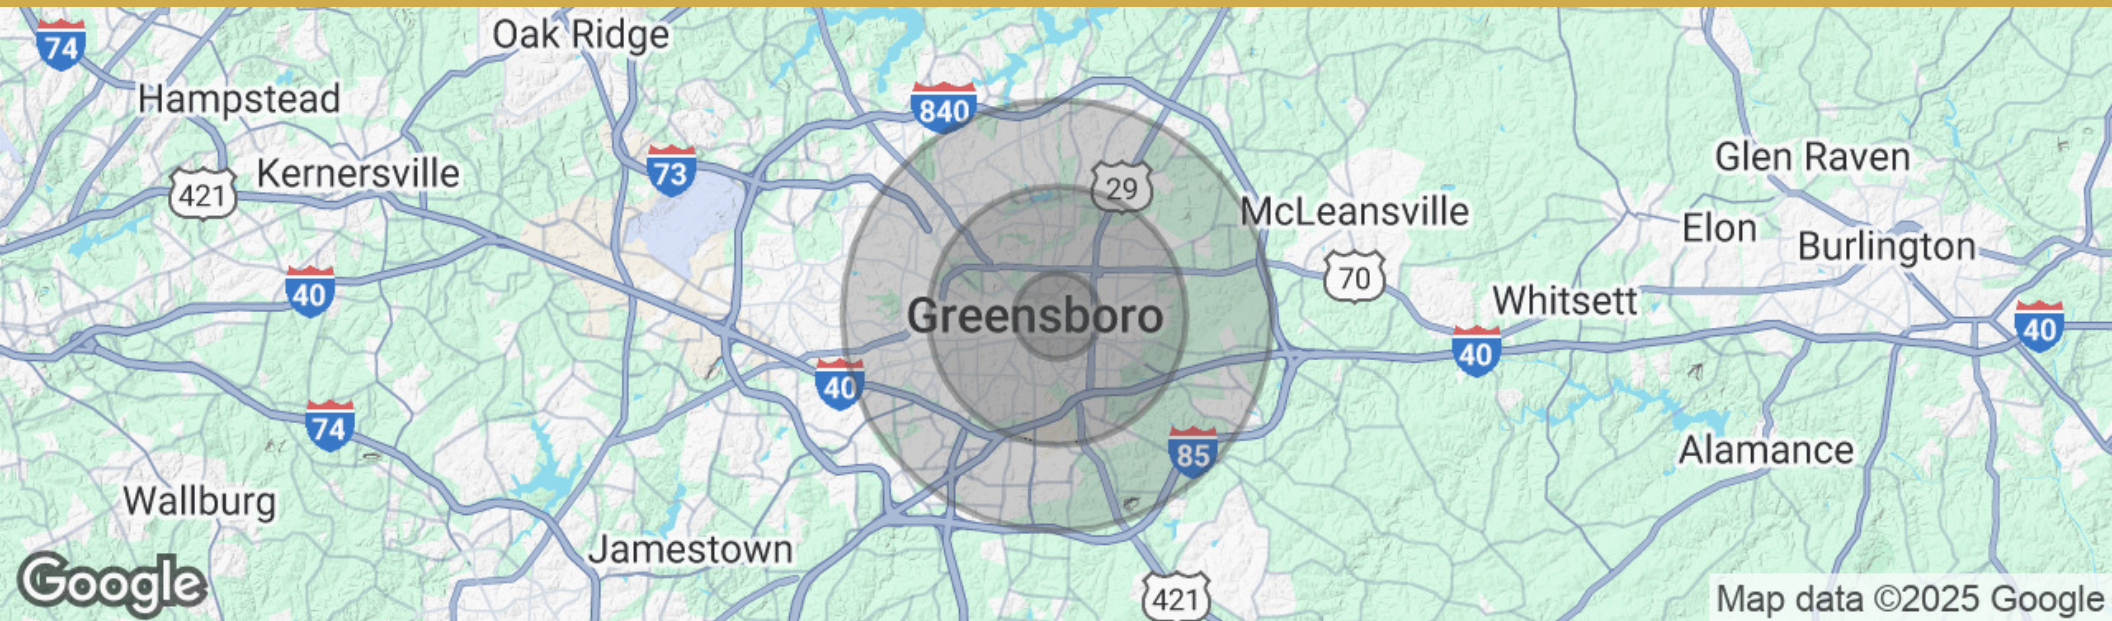 Oak Ridge
74
Hampstead
840
Glen Raven
73
Kernersville
421
29
McLeansville
Elon
Burlington
70
40
Whitsett
Greensboro
40
40
40
74
85
Alamance
Wallburg
Jamestown
Google
421
Map data ©2025 Google